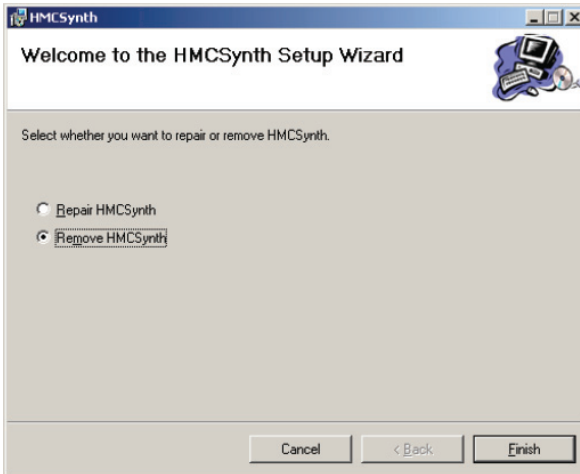 HMCSynth
Welcome to the HMCSynth Setup Wizard
Select whether you want to repair or remove HMCSynth.
Repair HMCSynth
Remove HMCSynth
Cancel
< Back
Finish